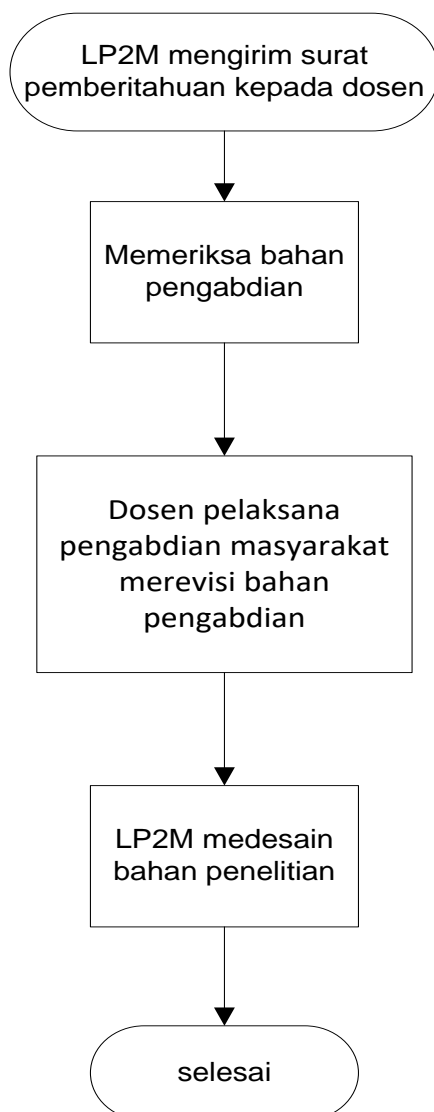 LP2M mengirim surat
pemberitahuan kepada dosen
Memeriksa bahan
pengabdian
Dosen pelaksana
pengabdian masyarakat
merevisi bahan
pengabdian
LP2M medesain
bahan penelitian
selesai